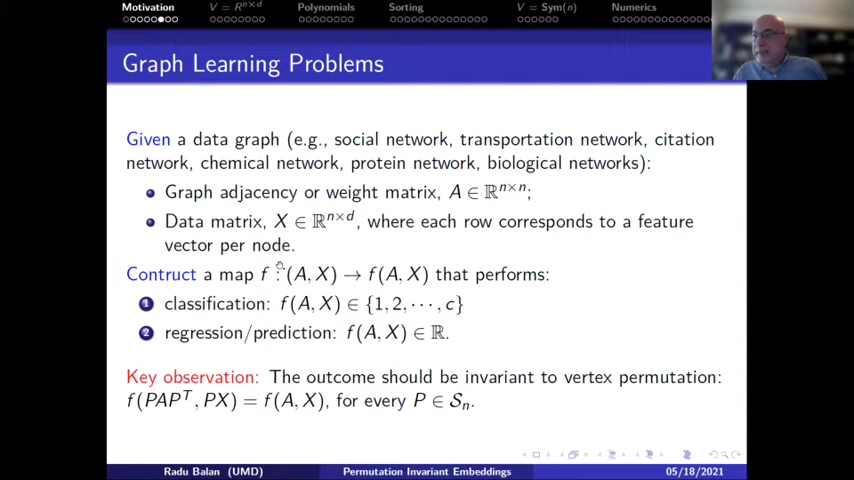 Motivation V = R^{n×d} Polynomials Sorting V = Sym(n) Numerics
Graph Learning Problems
Given a data graph (e.g., social network, transportation network, citation
network, chemical network, protein network, biological networks):
Graph adjacency or weight matrix, A ∈ ℝ^{n×n};
Data matrix, X ∈ ℝ^{n×d}, where each row corresponds to a feature
vector per node.
Construct a map f : (A, X) → f(A, X) that performs:
1 classification: f(A, X) ∈ {1, 2, ⋯ , c}
2 regression/prediction: f(A, X) ∈ ℝ.
Key observation: The outcome should be invariant to vertex permutation:
f(PAP^T, PX) = f(A, X), for every P ∈ 𝒮_n.
Radu Balan (UMD) Permutation Invariant Embeddings 05/18/2021